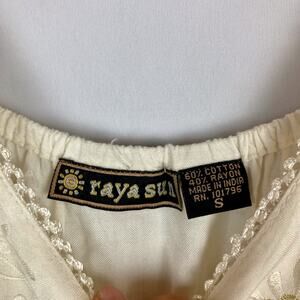 raya sun
60% COTTON
40% RAYON
MADE IN INDIA
RN. 101796
S